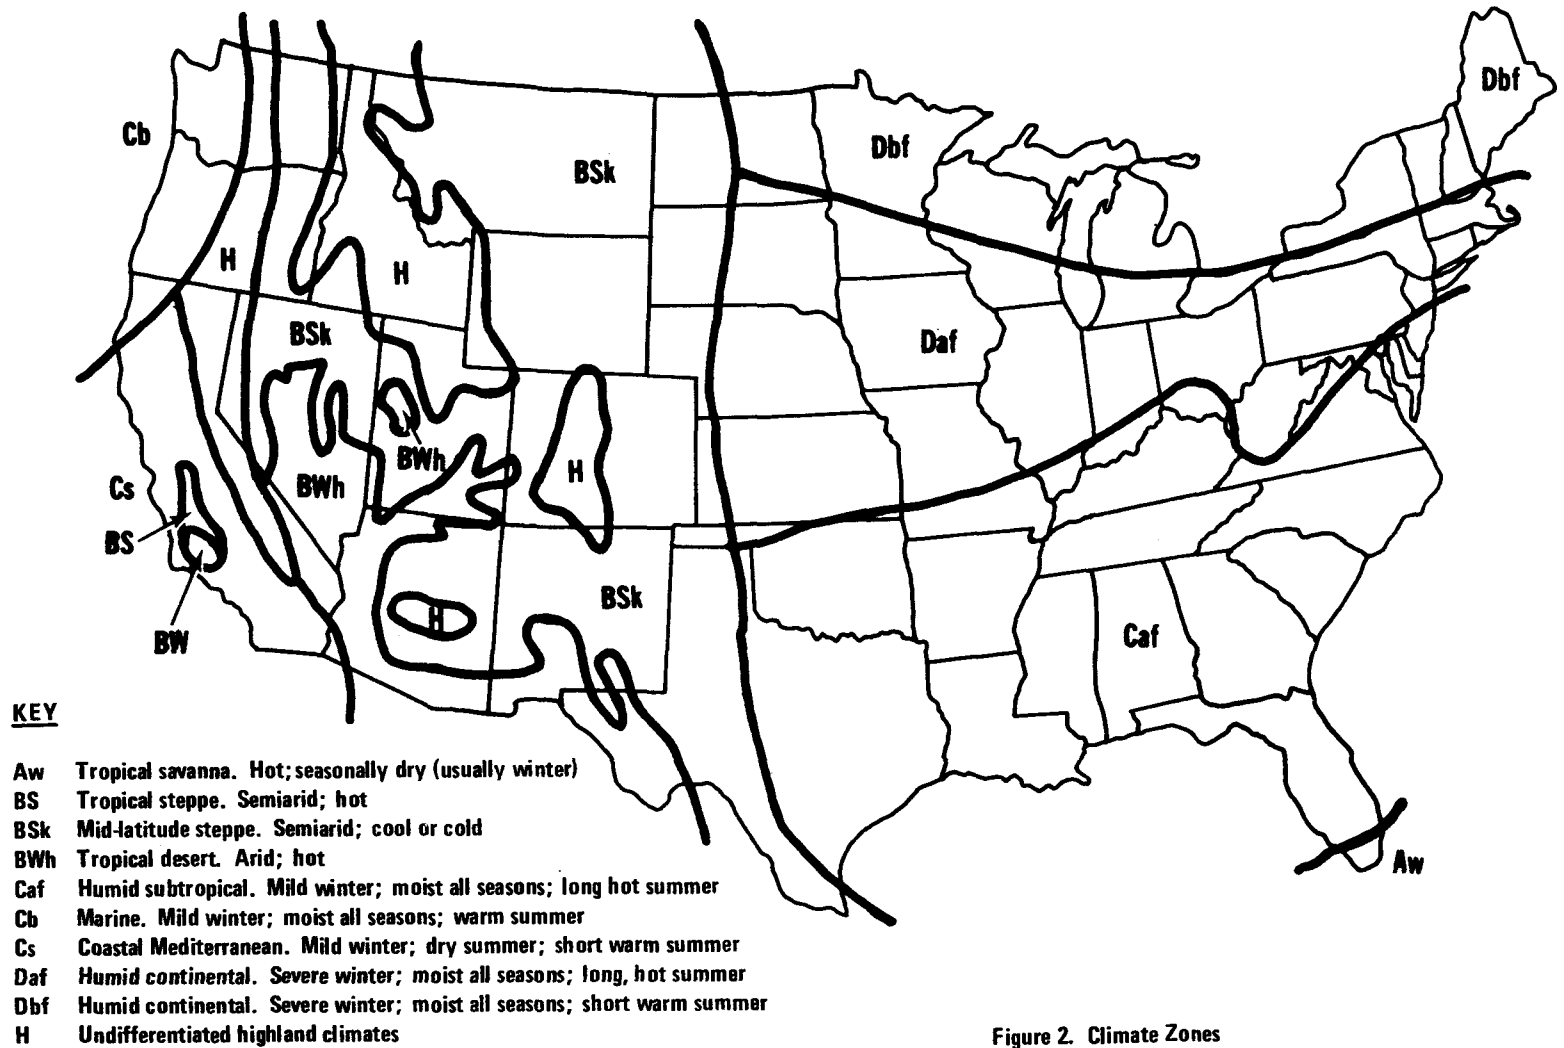 Dbf
Cb
Dbf
BSk
H
H
BSk
Daf
BWh
H
Cs
BWh
BS
BSk
H
BW
Caf
Aw
KEY
Aw Tropical savanna. Hot; seasonally dry (usually winter)
BS Tropical steppe. Semiarid; hot
BSk Mid-latitude steppe. Semiarid; cool or cold
BWh Tropical desert. Arid; hot
Caf Humid subtropical. Mild winter; moist all seasons; long hot summer
Cb Marine. Mild winter; moist all seasons; warm summer
Cs Coastal Mediterranean. Mild winter; dry summer; short warm summer
Daf Humid continental. Severe winter; moist all seasons; long, hot summer
Dbf Humid continental. Severe winter; moist all seasons; short warm summer
H Undifferentiated highland climates
Figure 2. Climate Zones